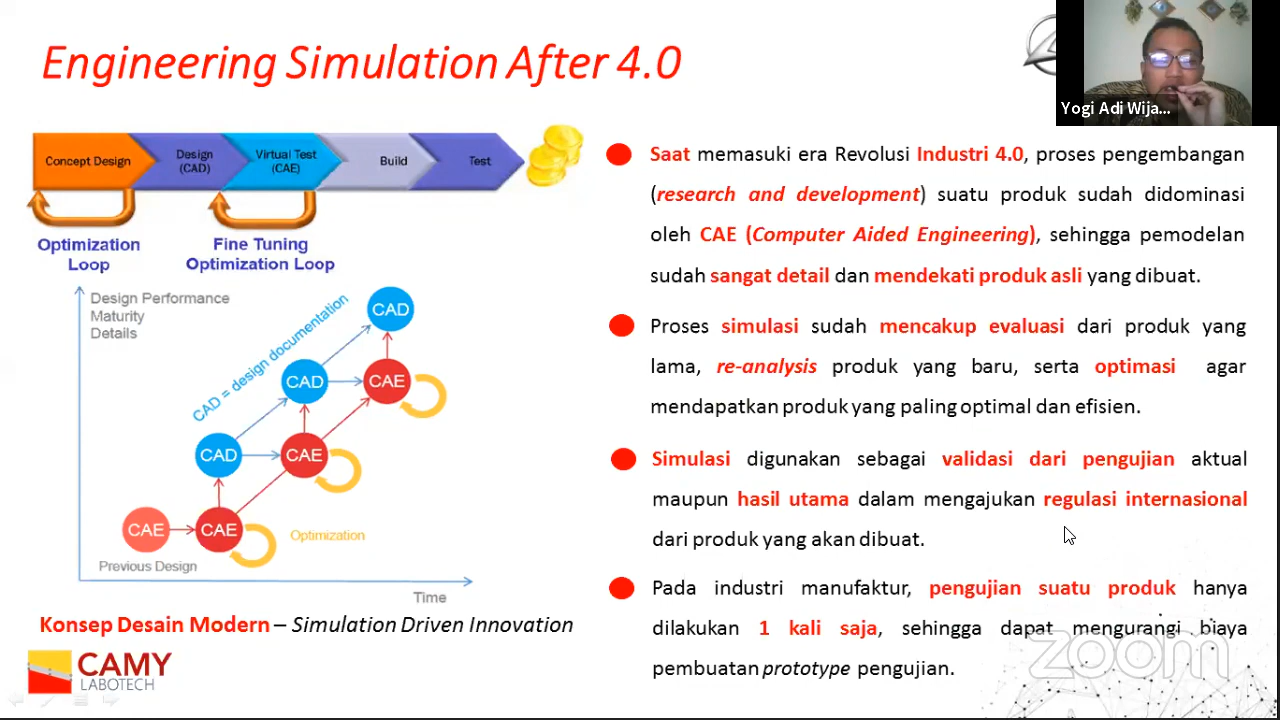 Engineering Simulation After 4.0
Yogi Adi Wija...
Concept Design
Design
(CAD)
Virtual Test
(CAE)
Build
Test
Optimization
Loop
Fine Tuning
Optimization Loop
Design Performance
Maturity
Details
CAD = design documentation
CAD
CAD
CAE
CAD
CAE
CAE
CAE
Optimization
Previous Design
Time
Konsep Desain Modern – Simulation Driven Innovation
CAMY
LABOTECH
Saat memasuki era Revolusi Industri 4.0, proses pengembangan
(research and development) suatu produk sudah didominasi
oleh CAE (Computer Aided Engineering), sehingga pemodelan
sudah sangat detail dan mendekati produk asli yang dibuat.
Proses simulasi sudah mencakup evaluasi dari produk yang
lama, re-analysis produk yang baru, serta optimasi agar
mendapatkan produk yang paling optimal dan efisien.
Simulasi digunakan sebagai validasi dari pengujian aktual
maupun hasil utama dalam mengajukan regulasi internasional
dari produk yang akan dibuat.
Pada industri manufaktur, pengujian suatu produk hanya
dilakukan 1 kali saja, sehingga dapat mengurangi biaya
pembuatan prototype pengujian.
zoom